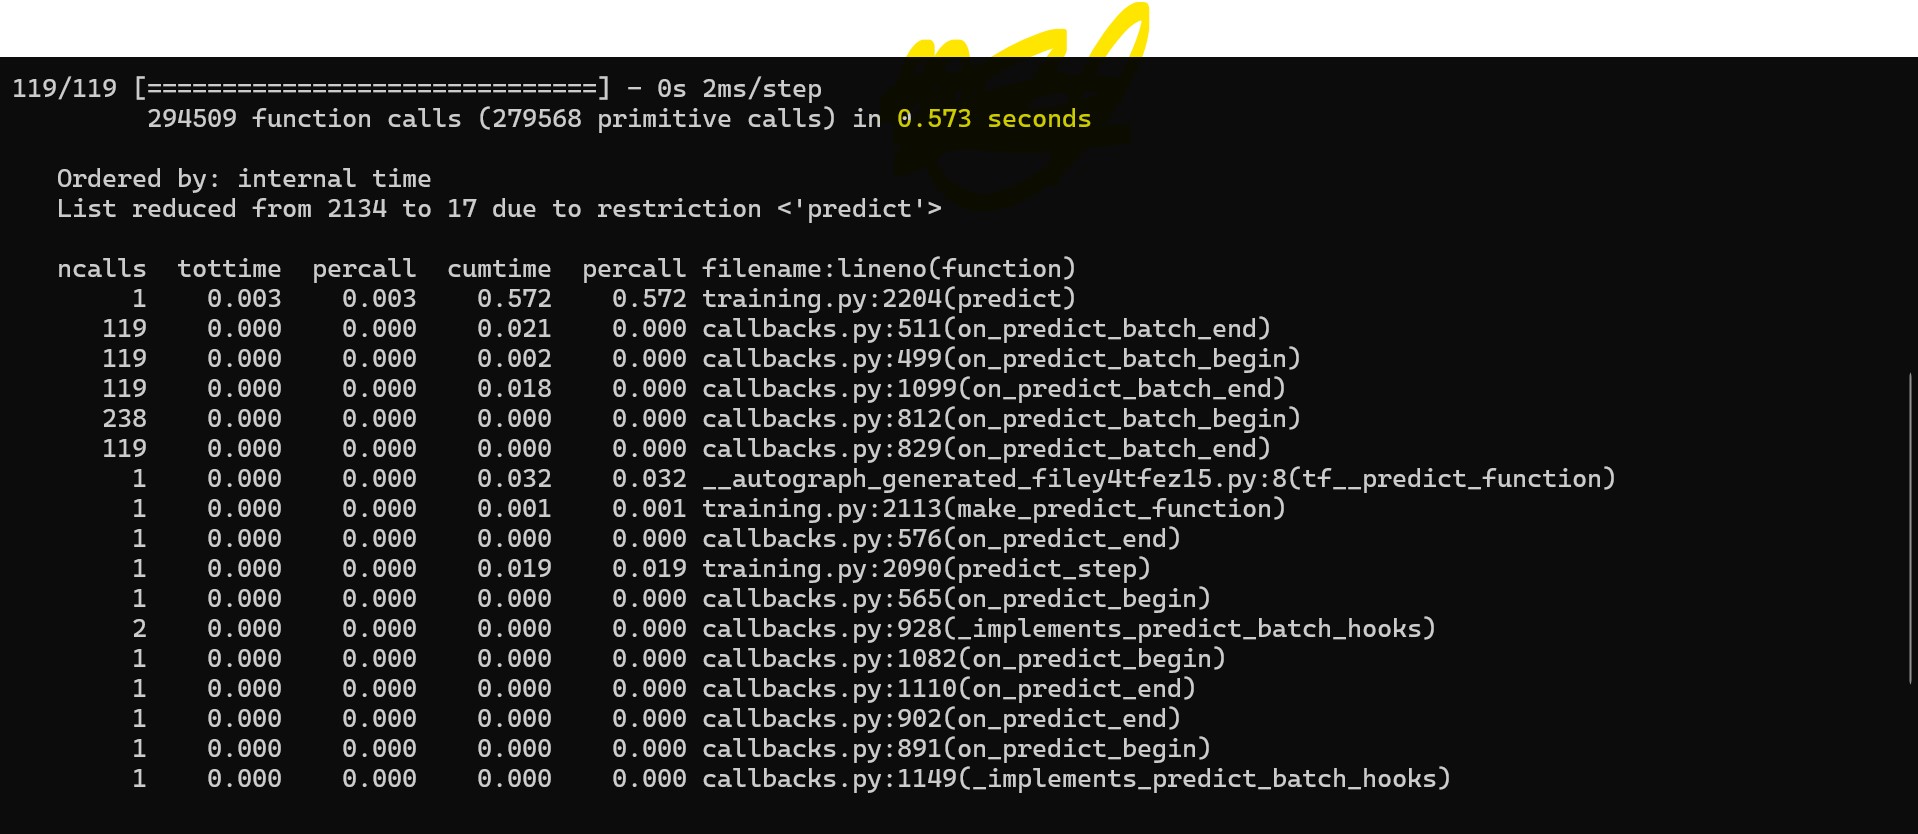 119/119 [==============================] - 0s 2ms/step
294509 function calls (279568 primitive calls) in 0.573 seconds
Ordered by: internal time
List reduced from 2134 to 17 due to restriction <'predict'>
ncalls tottime percall cumtime percall filename:lineno(function)
1 0.003 0.003 0.572 0.572 training.py:2204(predict)
119 0.000 0.000 0.021 0.000 callbacks.py:511(on_predict_batch_end)
119 0.000 0.000 0.002 0.000 callbacks.py:499(on_predict_batch_begin)
119 0.000 0.000 0.018 0.000 callbacks.py:1099(on_predict_batch_end)
238 0.000 0.000 0.000 0.000 callbacks.py:812(on_predict_batch_begin)
119 0.000 0.000 0.000 0.000 callbacks.py:829(on_predict_batch_end)
1 0.000 0.000 0.032 0.032 __autograph_generated_filey4tfez15.py:8(tf__predict_function)
1 0.000 0.000 0.001 0.001 training.py:2113(make_predict_function)
1 0.000 0.000 0.000 0.000 callbacks.py:576(on_predict_end)
1 0.000 0.000 0.019 0.019 training.py:2090(predict_step)
1 0.000 0.000 0.000 0.000 callbacks.py:565(on_predict_begin)
2 0.000 0.000 0.000 0.000 callbacks.py:928(_implements_predict_batch_hooks)
1 0.000 0.000 0.000 0.000 callbacks.py:1082(on_predict_begin)
1 0.000 0.000 0.000 0.000 callbacks.py:1110(on_predict_end)
1 0.000 0.000 0.000 0.000 callbacks.py:902(on_predict_end)
1 0.000 0.000 0.000 0.000 callbacks.py:891(on_predict_begin)
1 0.000 0.000 0.000 0.000 callbacks.py:1149(_implements_predict_batch_hooks)